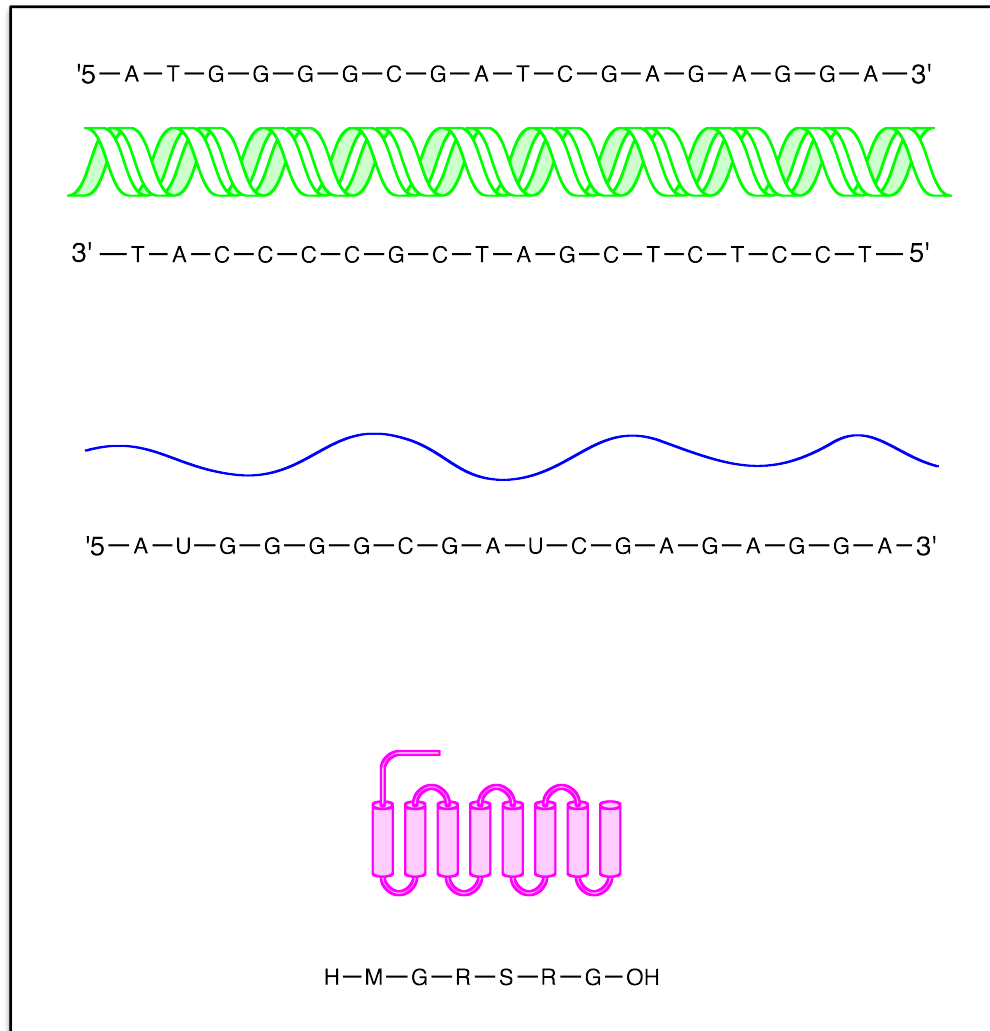 '5—A—T—G—G—G—G—C—G—A—T—C—G—A—G—A—G—G—A—3'
3'—T—A—C—C—C—C—G—C—T—A—G—C—T—C—T—C—C—T—5'
'5—A—U—G—G—G—G—C—G—A—U—C—G—A—G—A—G—G—A—3'
H—M—G—R—S—R—G—OH